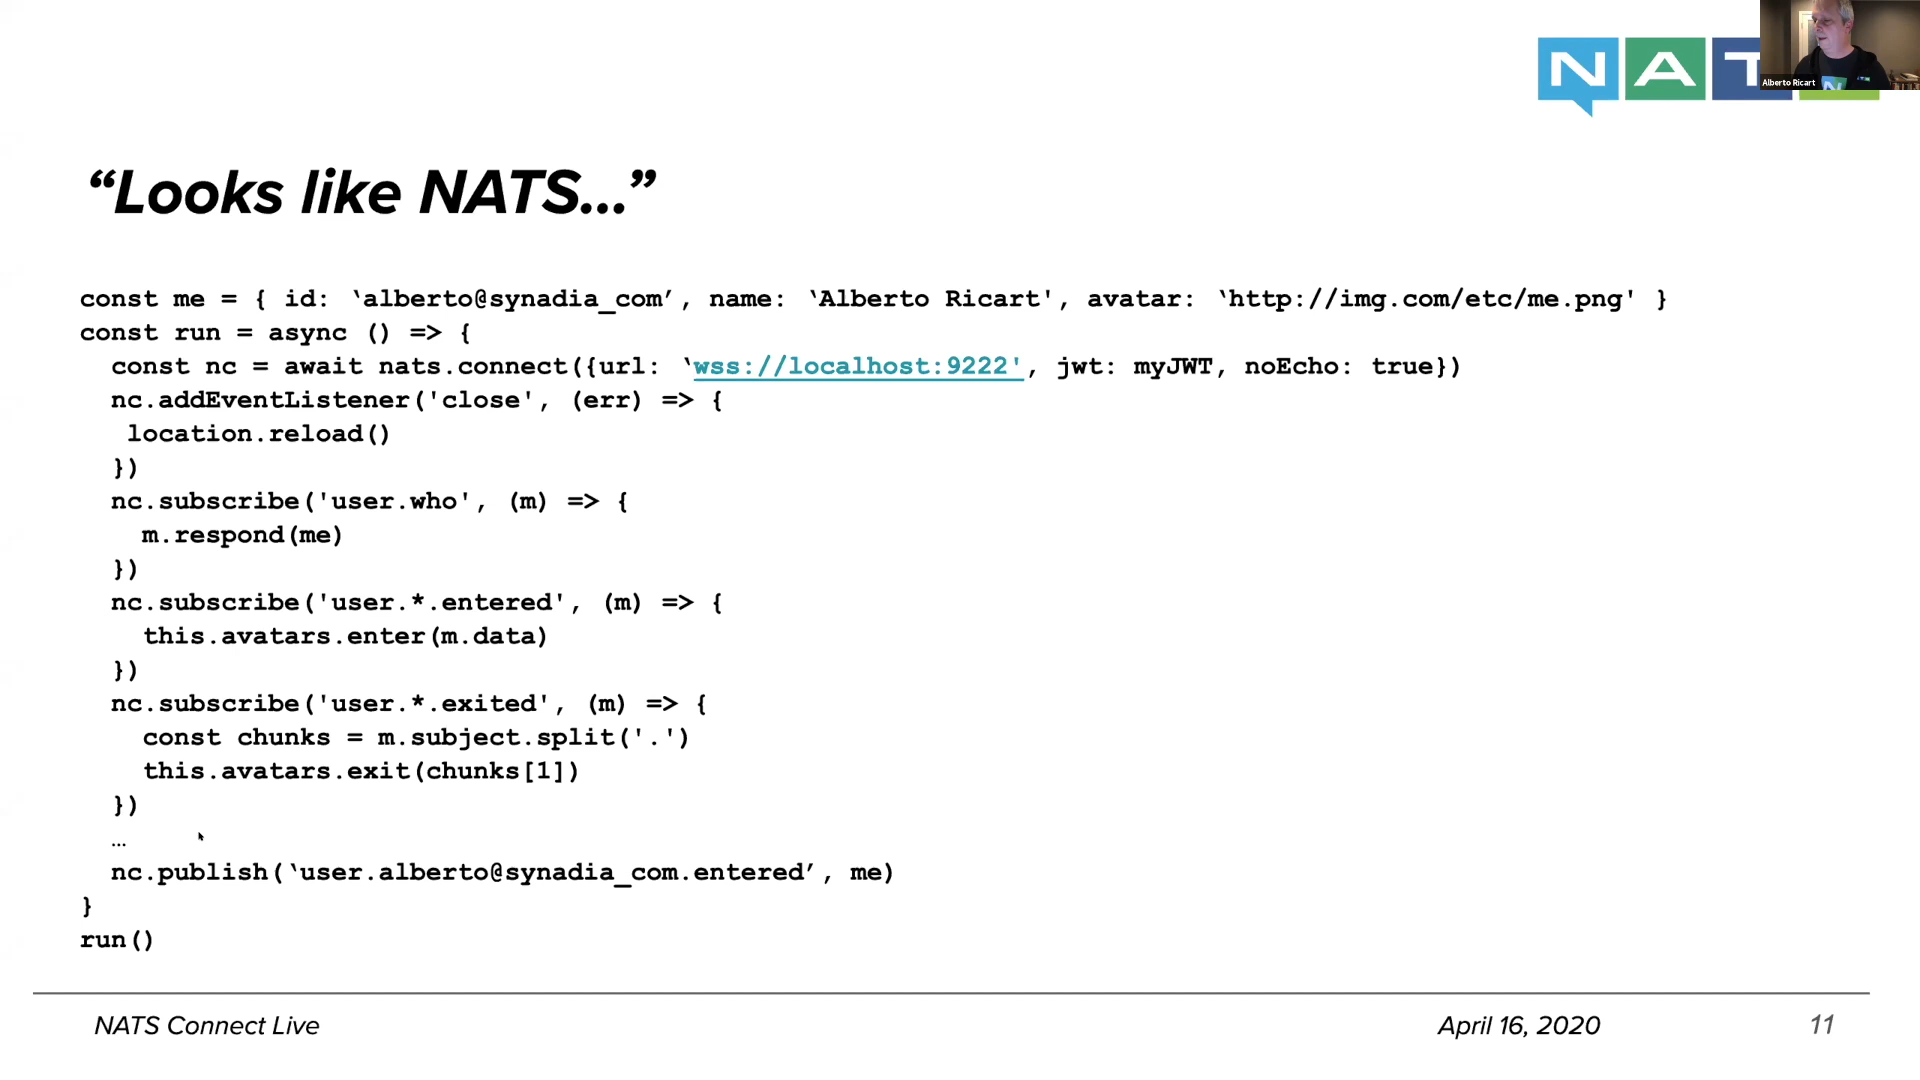 NAT
Alberto Ricart
“Looks like NATS...”
const me = { id: ‘alberto@synadia_com’, name: ‘Alberto Ricart', avatar: ‘http://img.com/etc/me.png' }
const run = async () => {
  const nc = await nats.connect({url: ‘wss://localhost:9222', jwt: myJWT, noEcho: true})
  nc.addEventListener('close', (err) => {
   location.reload()
  })
  nc.subscribe('user.who', (m) => {
    m.respond(me)
  })
  nc.subscribe('user.*.entered', (m) => {
    this.avatars.enter(m.data)
  })
  nc.subscribe('user.*.exited', (m) => {
    const chunks = m.subject.split('.')
    this.avatars.exit(chunks[1])
  })
  …
  nc.publish(‘user.alberto@synadia_com.entered’, me)
}
run()
NATS Connect Live
April 16, 2020
11